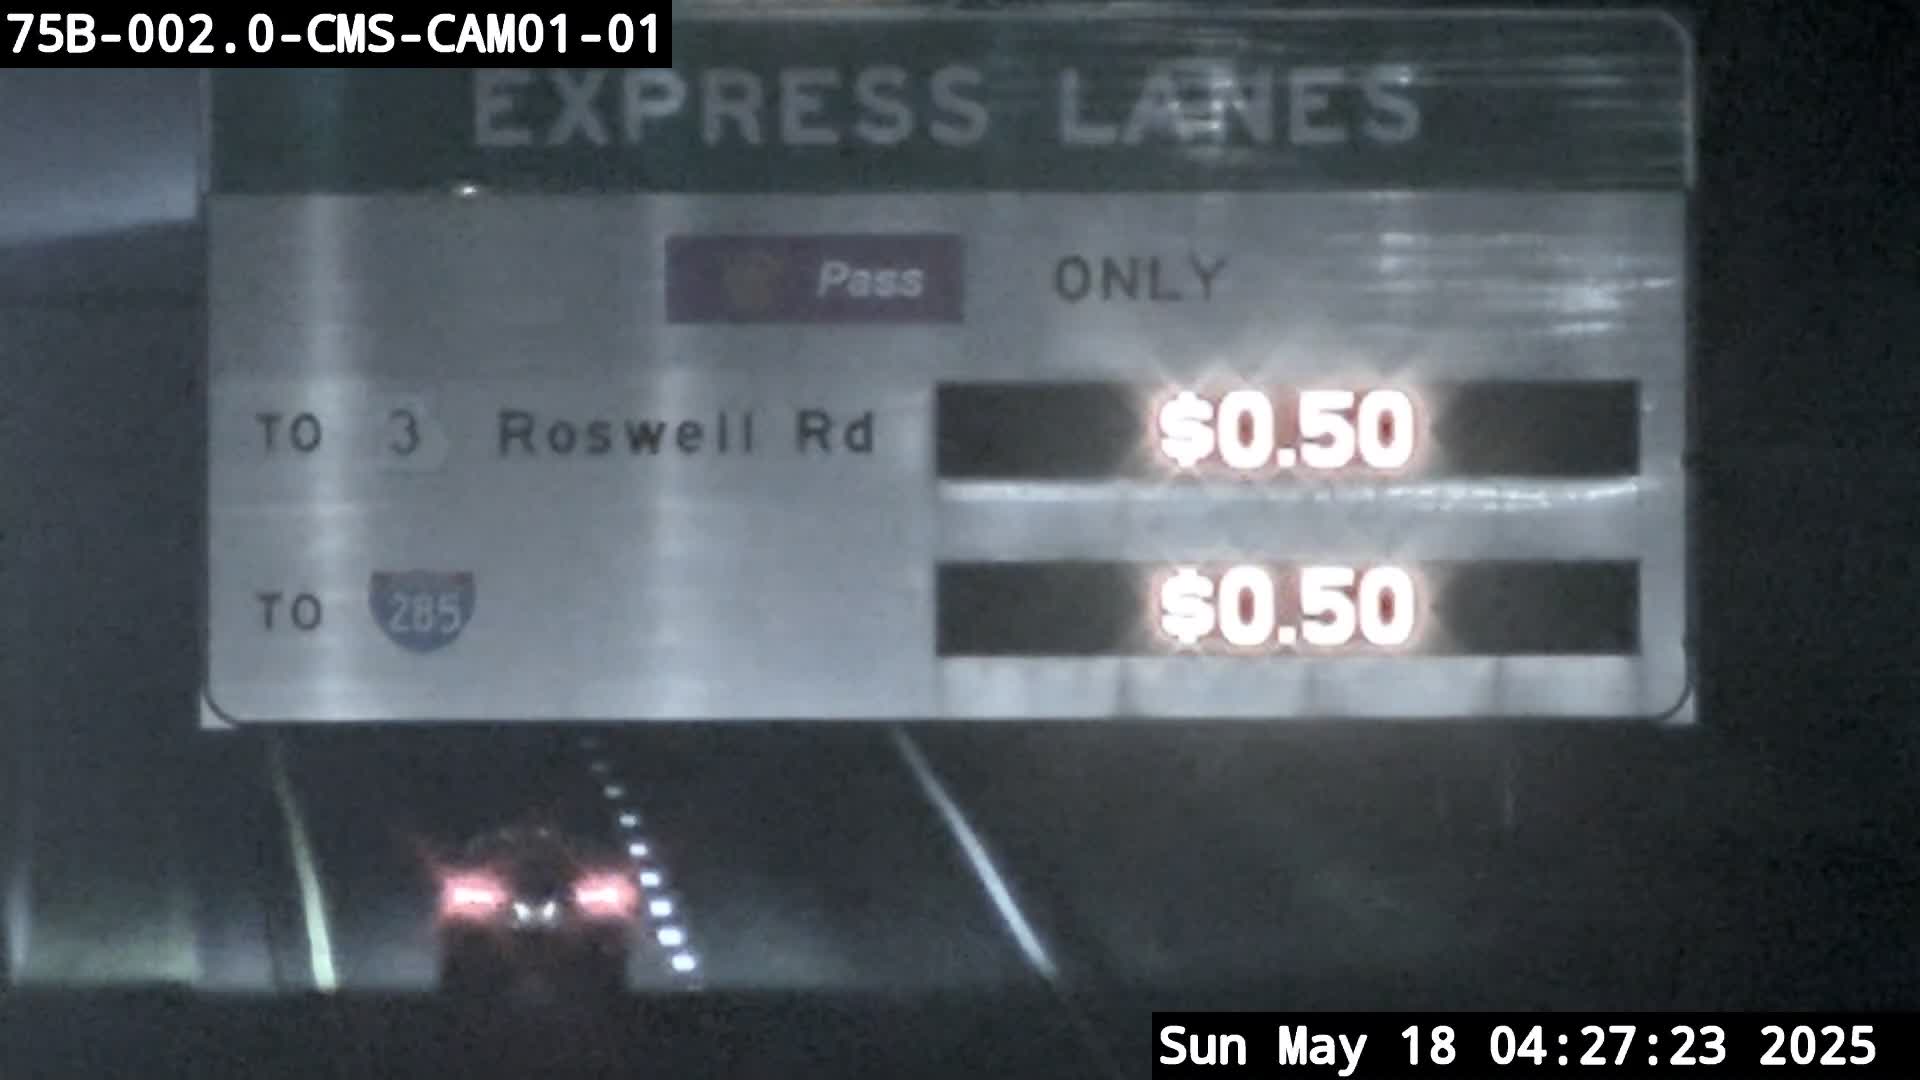 75B-002.0-CMS-CAM01-01
EXPRESS LANES
Pass ONLY
TO 3 Roswell Rd $0.50
TO 285 $0.50
Sun May 18 04:27:23 2025